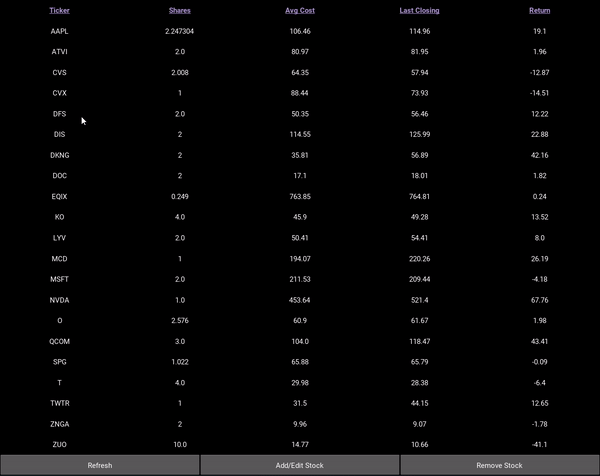 Ticker Shares Avg Cost Last Closing Return
AAPL 2.247304 106.46 114.96 19.1
ATVI 2.0 80.97 81.95 1.96
CVS 2.008 64.35 57.94 -12.87
CVX 1 88.44 73.93 -14.51
DFS 2.0 50.35 56.46 12.22
DIS 2 114.55 125.99 22.88
DKNG 2 35.81 56.89 42.16
DOC 2 17.1 18.01 1.82
EQIX 0.249 763.85 764.81 0.24
KO 4.0 45.9 49.28 13.52
LYV 2.0 50.41 54.41 8.0
MCD 1 194.07 220.26 26.19
MSFT 2.0 211.53 209.44 -4.18
NVDA 1.0 453.64 521.4 67.76
O 2.576 60.9 61.67 1.98
QCOM 3.0 104.0 118.47 43.41
SPG 1.022 65.88 65.79 -0.09
T 4.0 29.98 28.38 -6.4
TWTR 1 31.5 44.15 12.65
ZNGA 2 9.96 9.07 -1.78
ZUO 10.0 14.77 10.66 -41.1
Refresh Add/Edit Stock Remove Stock